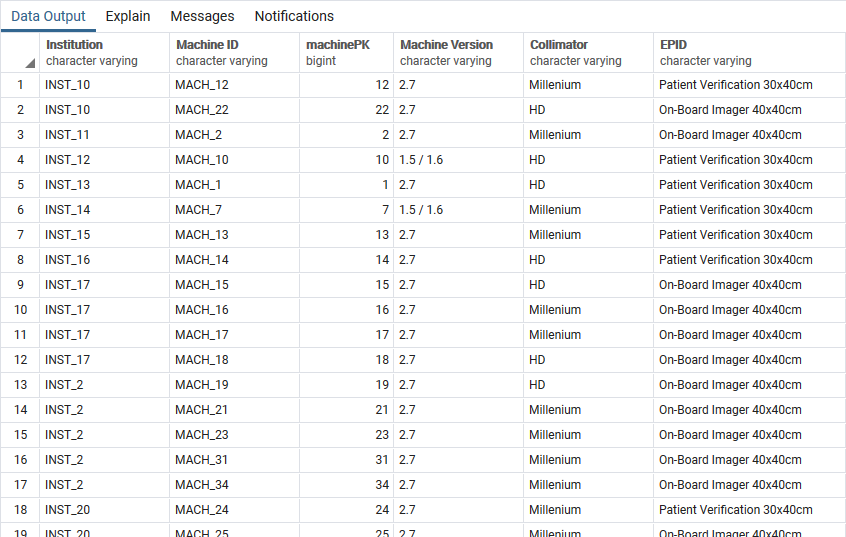 Data Output Explain Messages Notifications
Institution Machine ID machinePK Machine Version Collimator EPID
character varying character varying bigint character varying character varying character varying
1 INST_10 MACH_12 12 2.7 Millenium Patient Verification 30x40cm
2 INST_10 MACH_22 22 2.7 HD On-Board Imager 40x40cm
3 INST_11 MACH_2 2 2.7 Millenium On-Board Imager 40x40cm
4 INST_12 MACH_10 10 1.5 / 1.6 HD Patient Verification 30x40cm
5 INST_13 MACH_1 1 2.7 HD Patient Verification 30x40cm
6 INST_14 MACH_7 7 1.5 / 1.6 Millenium Patient Verification 30x40cm
7 INST_15 MACH_13 13 2.7 Millenium Patient Verification 30x40cm
8 INST_16 MACH_14 14 2.7 HD Patient Verification 30x40cm
9 INST_17 MACH_15 15 2.7 HD On-Board Imager 40x40cm
10 INST_17 MACH_16 16 2.7 Millenium On-Board Imager 40x40cm
11 INST_17 MACH_17 17 2.7 Millenium On-Board Imager 40x40cm
12 INST_17 MACH_18 18 2.7 HD On-Board Imager 40x40cm
13 INST_2 MACH_19 19 2.7 HD On-Board Imager 40x40cm
14 INST_2 MACH_21 21 2.7 Millenium On-Board Imager 40x40cm
15 INST_2 MACH_23 23 2.7 Millenium On-Board Imager 40x40cm
16 INST_2 MACH_31 31 2.7 Millenium On-Board Imager 40x40cm
17 INST_2 MACH_34 34 2.7 Millenium On-Board Imager 40x40cm
18 INST_20 MACH_24 24 2.7 Millenium Patient Verification 30x40cm
19 INST_20 MACH_25 25 2.7 Millenium On-Board Imager 40x40cm